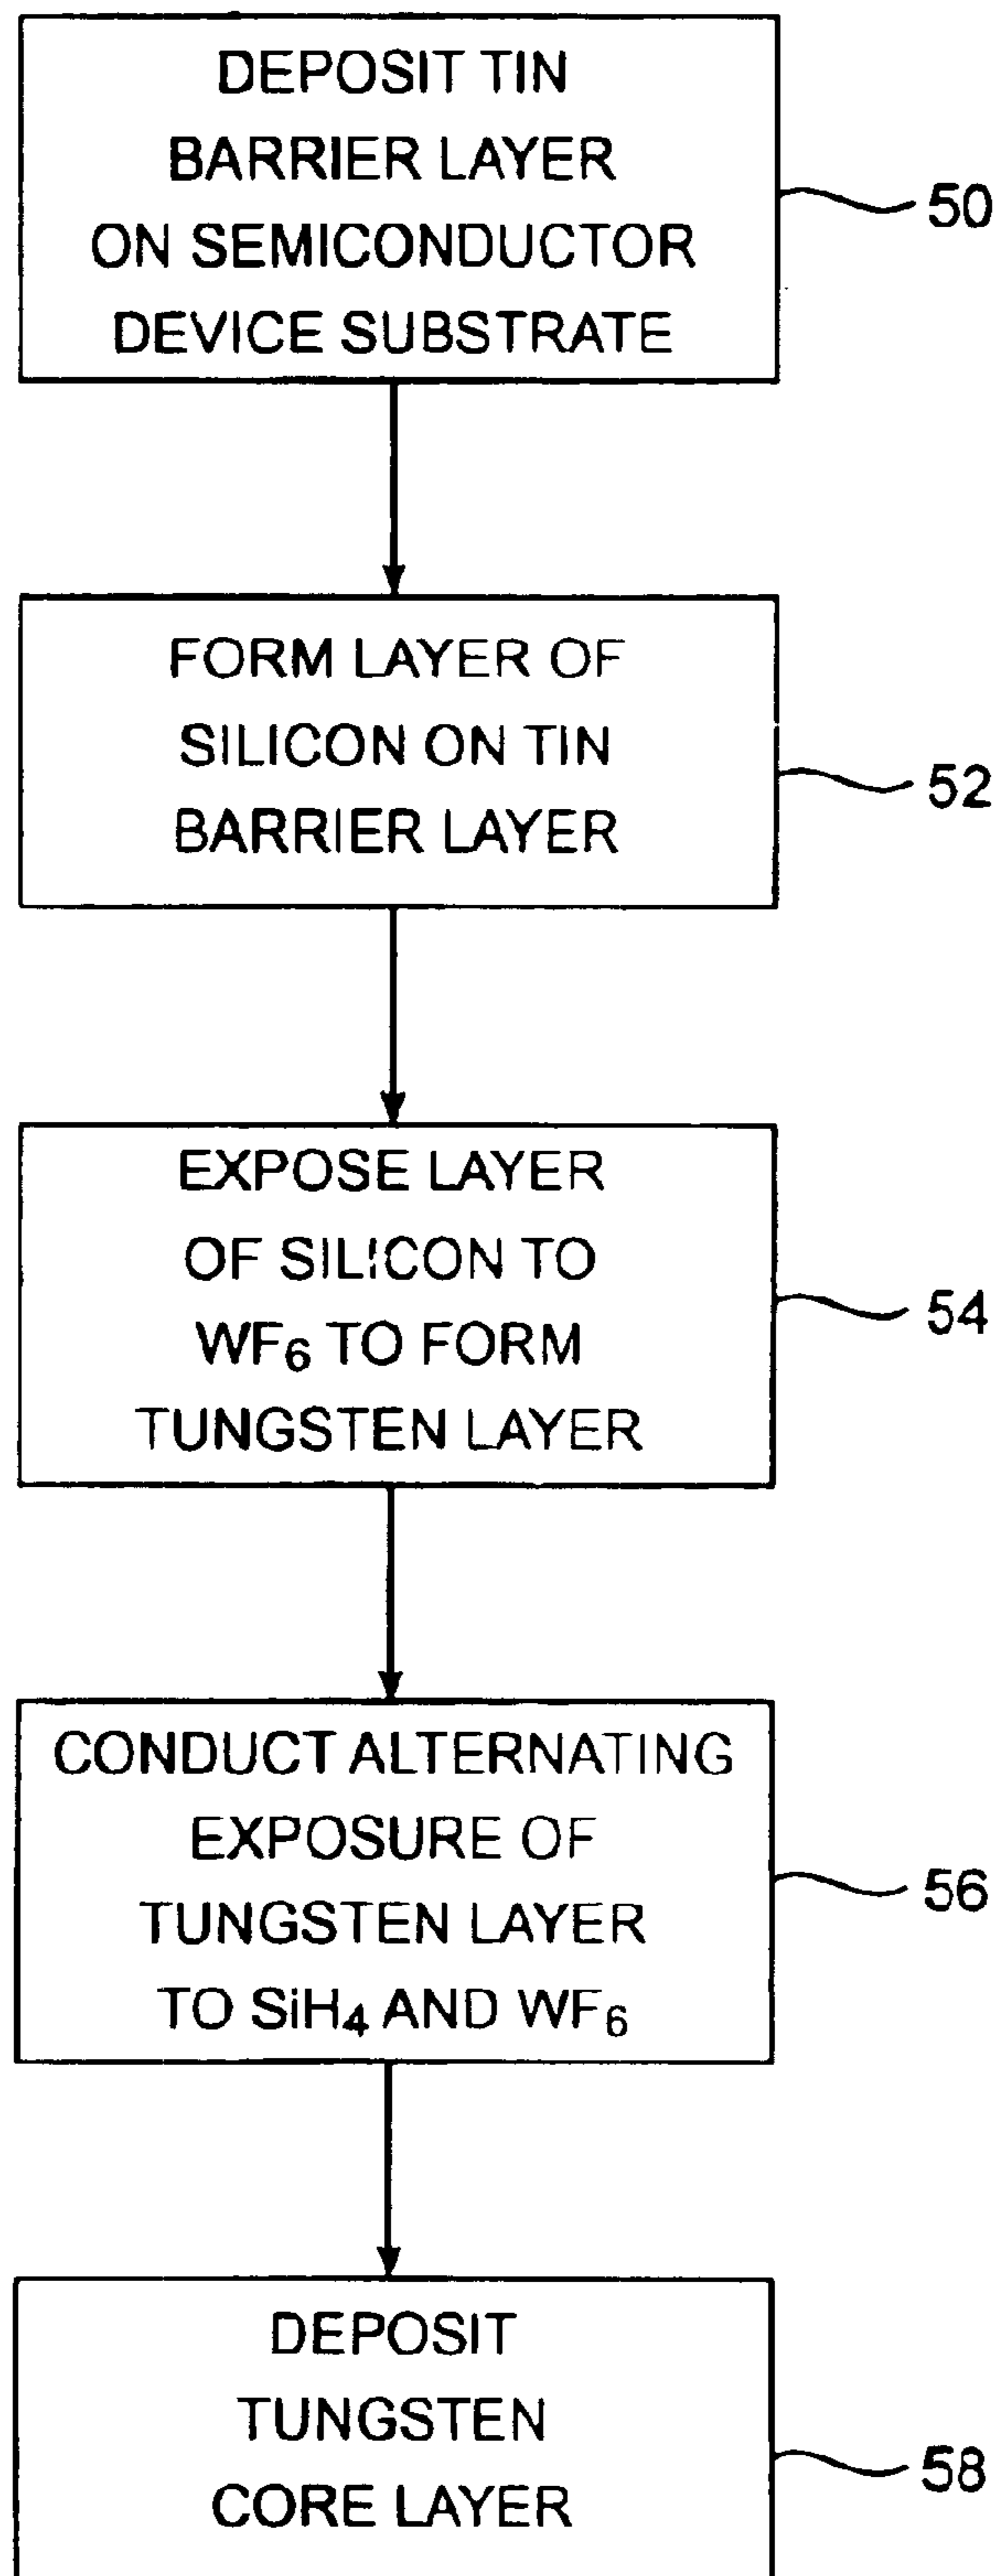 DEPOSIT TIN
BARRIER LAYER
ON SEMICONDUCTOR
DEVICE SUBSTRATE
50
FORM LAYER OF
SILICON ON TIN
BARRIER LAYER
52
EXPOSE LAYER
OF SILICON TO
WF₆ TO FORM
TUNGSTEN LAYER
54
CONDUCT ALTERNATING
EXPOSURE OF
TUNGSTEN LAYER
TO SiH₄ AND WF₆
56
DEPOSIT
TUNGSTEN
CORE LAYER
58